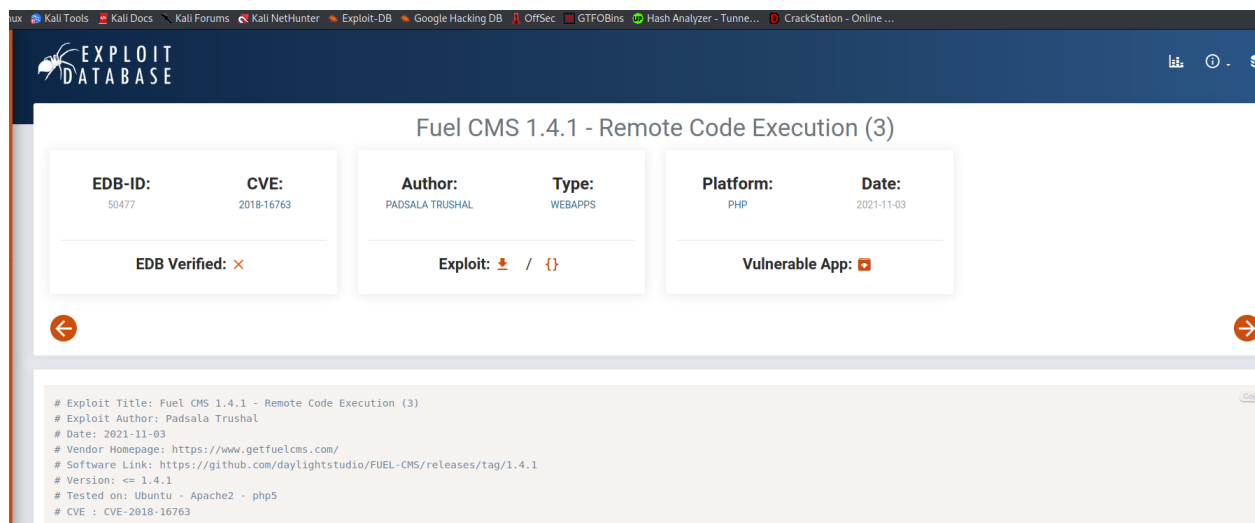 Kali Tools Kali Docs Kali Forums Kali NetHunter Exploit-DB Google Hacking DB OffSec GTFOBins Hash Analyzer - Tunne... CrackStation - Online ...
EXPLOIT
DATABASE
Fuel CMS 1.4.1 - Remote Code Execution (3)
EDB-ID: CVE: Author: Type: Platform: Date:
50477 2018-16763 PADSALA TRUSHAL WEBAPPS PHP 2021-11-03
EDB Verified: × Exploit: / {} Vulnerable App:
# Exploit Title: Fuel CMS 1.4.1 - Remote Code Execution (3)
# Exploit Author: Padsala Trushal
# Date: 2021-11-03
# Vendor Homepage: https://www.getfuelcms.com/
# Software Link: https://github.com/daylightstudio/FUEL-CMS/releases/tag/1.4.1
# Version: <= 1.4.1
# Tested on: Ubuntu - Apache2 - php5
# CVE : CVE-2018-16763